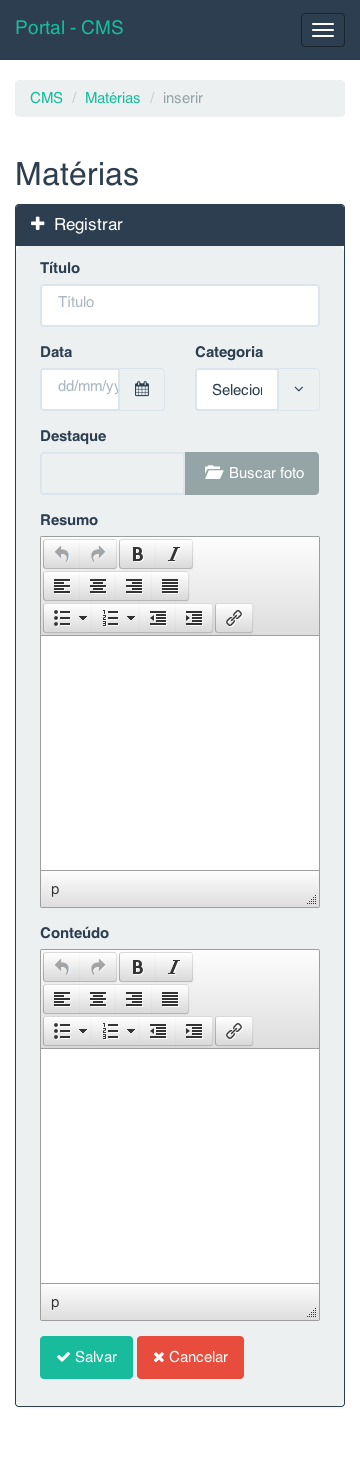 Portal - CMS
CMS / Matérias / inserir
Matérias
Registrar
Título
Título
Data Categoria
dd/mm/yy Selecion
Destaque
Buscar foto
Resumo
B I
p
Conteúdo
B I
p
Salvar Cancelar